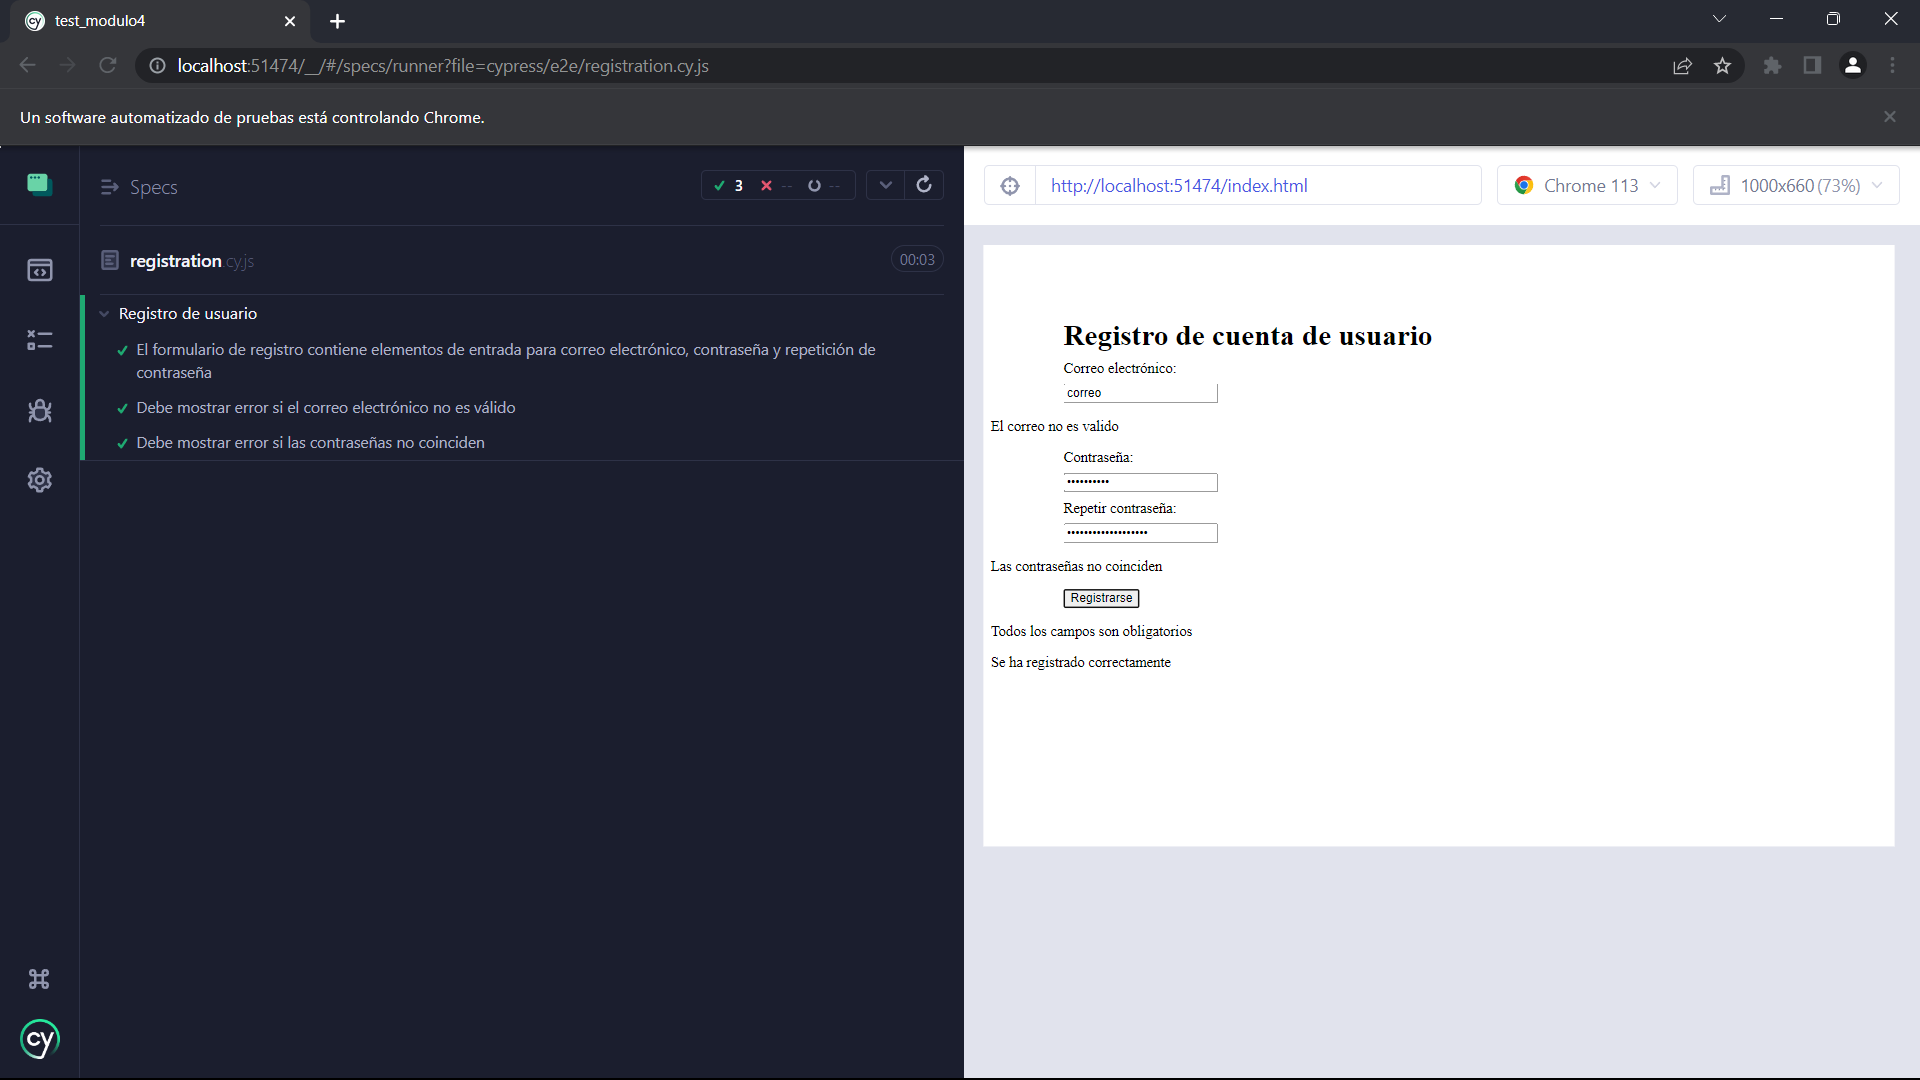 test_modulo4
localhost:51474/__/#/specs/runner?file=cypress/e2e/registration.cy.js
Un software automatizado de pruebas está controlando Chrome.
Specs
3 -- --
http://localhost:51474/index.html
Chrome 113
1000x660 (73%)
registration.cy.js
00:03
Registro de usuario
El formulario de registro contiene elementos de entrada para correo electrónico, contraseña y repetición de
contraseña
Debe mostrar error si el correo electrónico no es válido
Debe mostrar error si las contraseñas no coinciden
cy
Registro de cuenta de usuario
Correo electrónico:
correo
El correo no es valido
Contraseña:
Repetir contraseña:
Las contraseñas no coinciden
Registrarse
Todos los campos son obligatorios
Se ha registrado correctamente